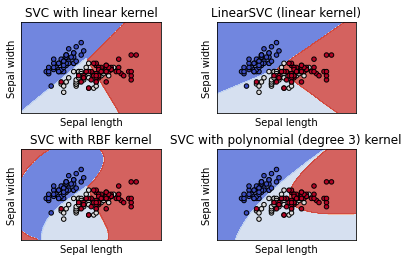 SVC with linear kernel
LinearSVC (linear kernel)
Sepal width
Sepal length
Sepal width
Sepal length
SVC with RBF kernel
SVC with polynomial (degree 3) kernel
Sepal width
Sepal length
Sepal width
Sepal length